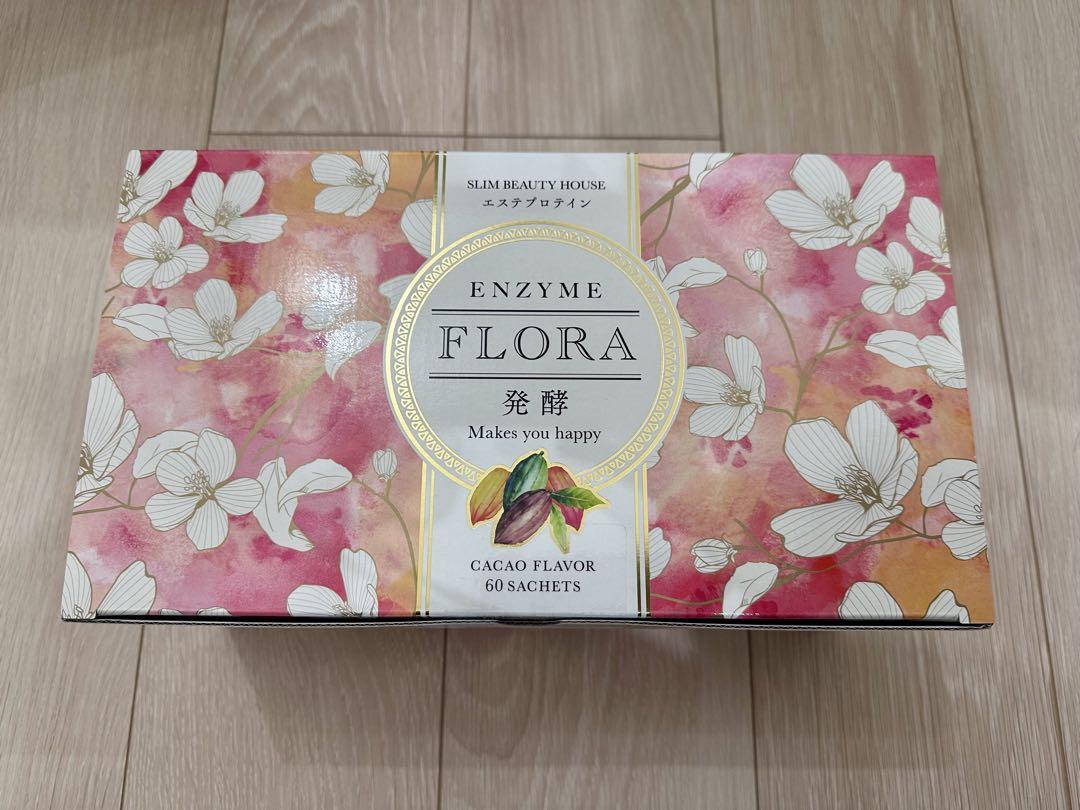 SLIM BEAUTY HOUSE
エステプロテイン
ENZYME
FLORA
発酵
Makes you happy
CACAO FLAVOR
60 SACHETS